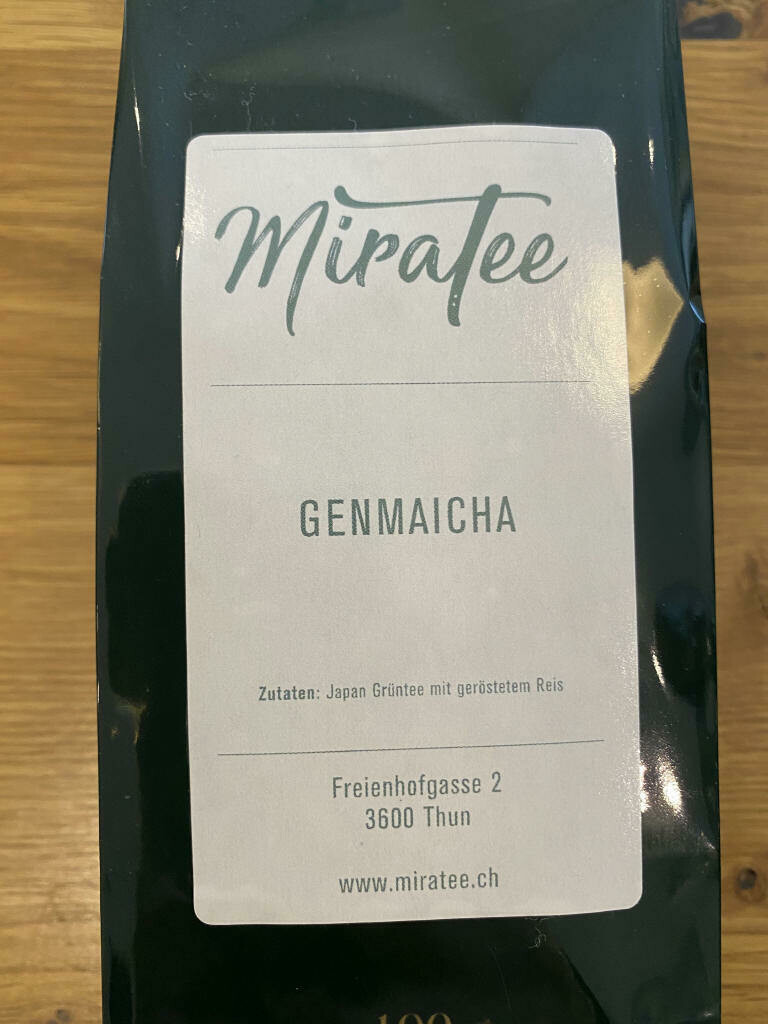 MiraTee
GENMAICHA
Zutaten: Japan Grüntee mit geröstetem Reis
Freienhofgasse 2
3600 Thun
www.miratee.ch